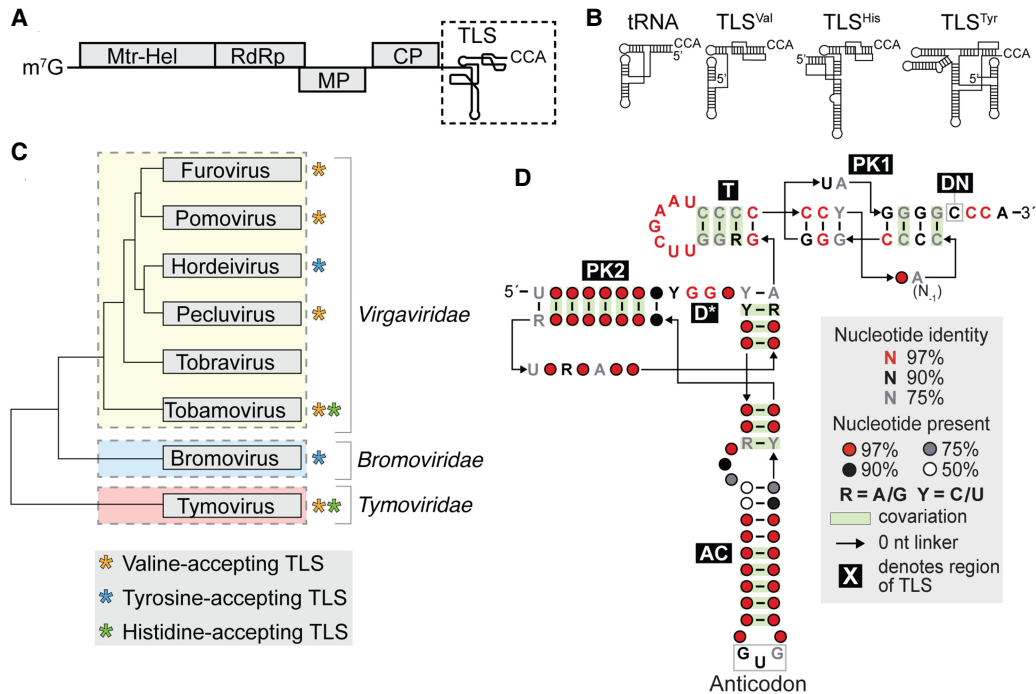 A
m⁷G
Mtr-Hel
RdRp
MP
CP
TLS
CCA
B
tRNA
TLSVal
TLSHis
TLSTyr
CCA
5′
CCA
5′
CCA
5′
CCA
5′
C
Furovirus *
Pomovirus *
Hordeivirus *
Pecluvirus *
Tobravirus
Tobamovirus **
Virgaviridae
Bromovirus *
Bromoviridae
Tymovirus **
Tymoviridae
* Valine-accepting TLS
* Tyrosine-accepting TLS
* Histidine-accepting TLS
D
PK1
U A
DN
T
A A U C C C C
G
C U U G G R G
C C Y
G G G
G G G G C C C A–3′
C C C C
A
(N-1)
PK2
5′ - U
Y G G Y – A
R
D*
Y – R
U R A
R – Y
AC
G U G
Anticodon
Nucleotide identity
N 97%
N 90%
N 75%
Nucleotide present
97% 75%
90% 50%
R = A/G Y = C/U
covariation
0 nt linker
X denotes region
of TLS